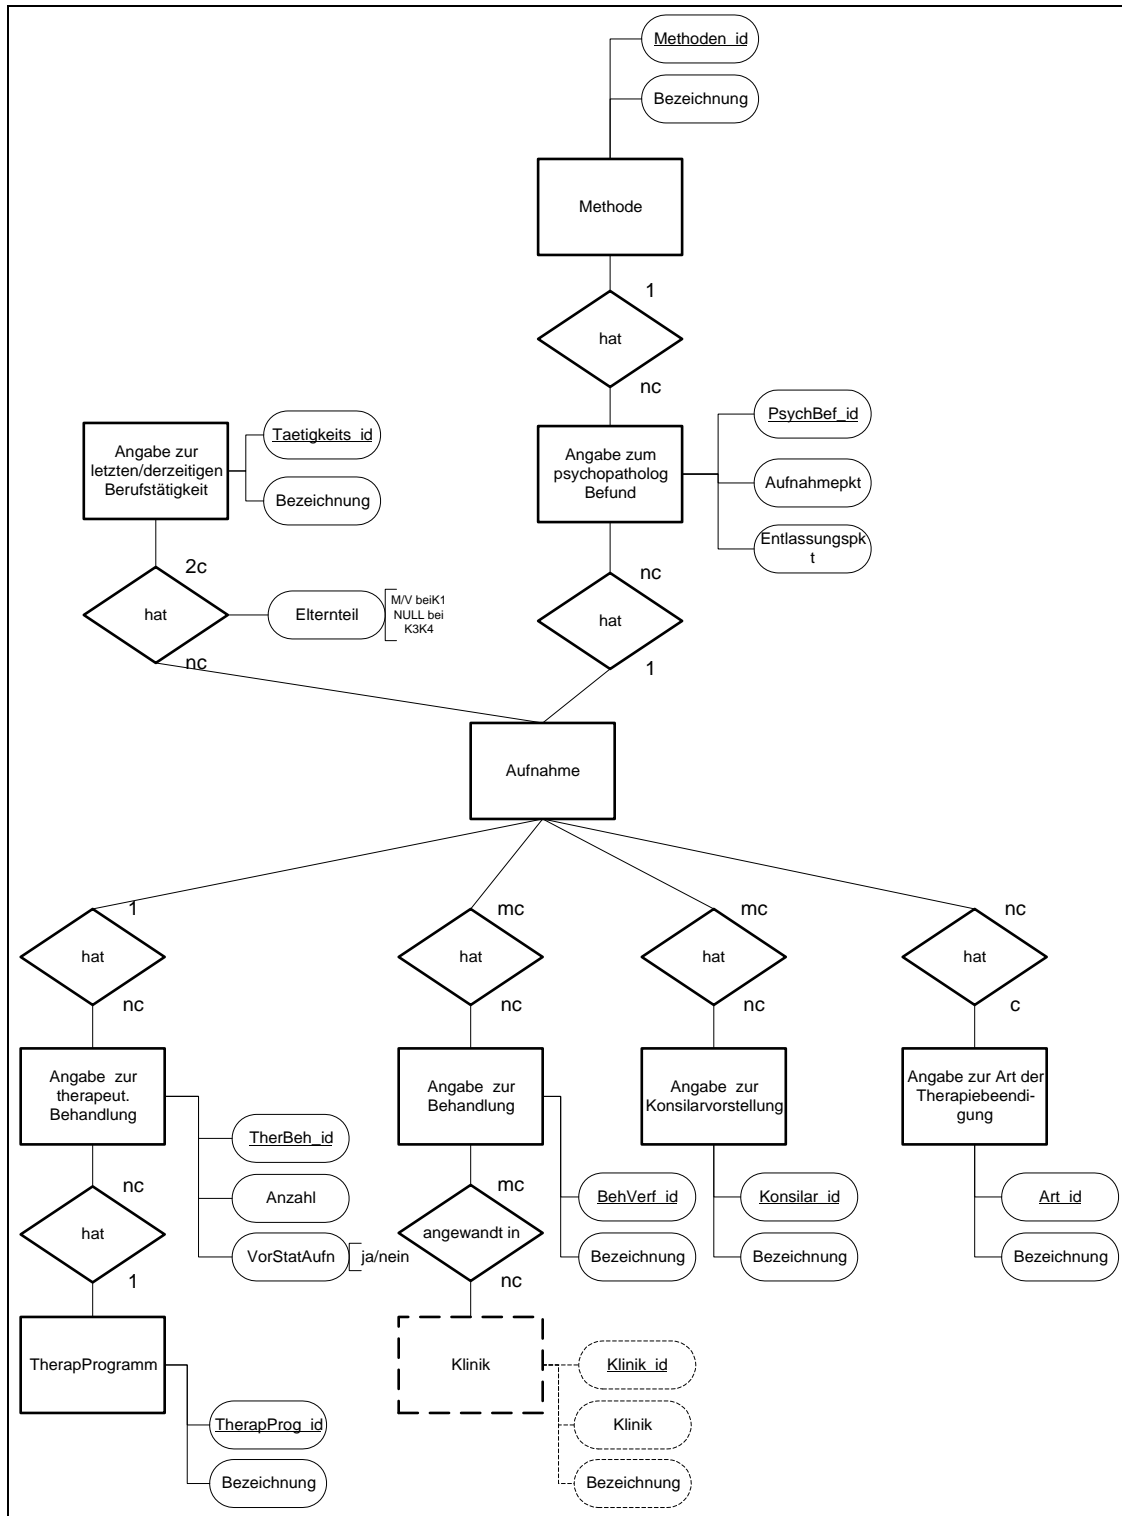 Methoden_id
Bezeichnung
Methode
1
hat
nc
Angabe zur
letzten/derzeitigen
Berufstätigkeit
Taetigkeits_id
Bezeichnung
Angabe zum
psychopatholog
Befund
PsychBef_id
Aufnahmepkt
Entlassungspk
t
2c
hat
Elternteil
M/V beiK1
NULL bei
K3K4
nc
nc
hat
1
Aufnahme
1
hat
nc
mc
hat
nc
mc
hat
nc
nc
hat
c
Angabe zur
therapeut.
Behandlung
TherBeh_id
Anzahl
VorStatAufn
ja/nein
Angabe zur
Behandlung
BehVerf_id
Bezeichnung
Angabe zur
Konsilarvorstellung
Konsilar_id
Bezeichnung
Angabe zur Art der
Therapiebeendi-
gung
Art_id
Bezeichnung
nc
hat
1
mc
angewandt in
nc
TherapProgramm
TherapProg_id
Bezeichnung
Klinik
Klinik_id
Klinik
Bezeichnung